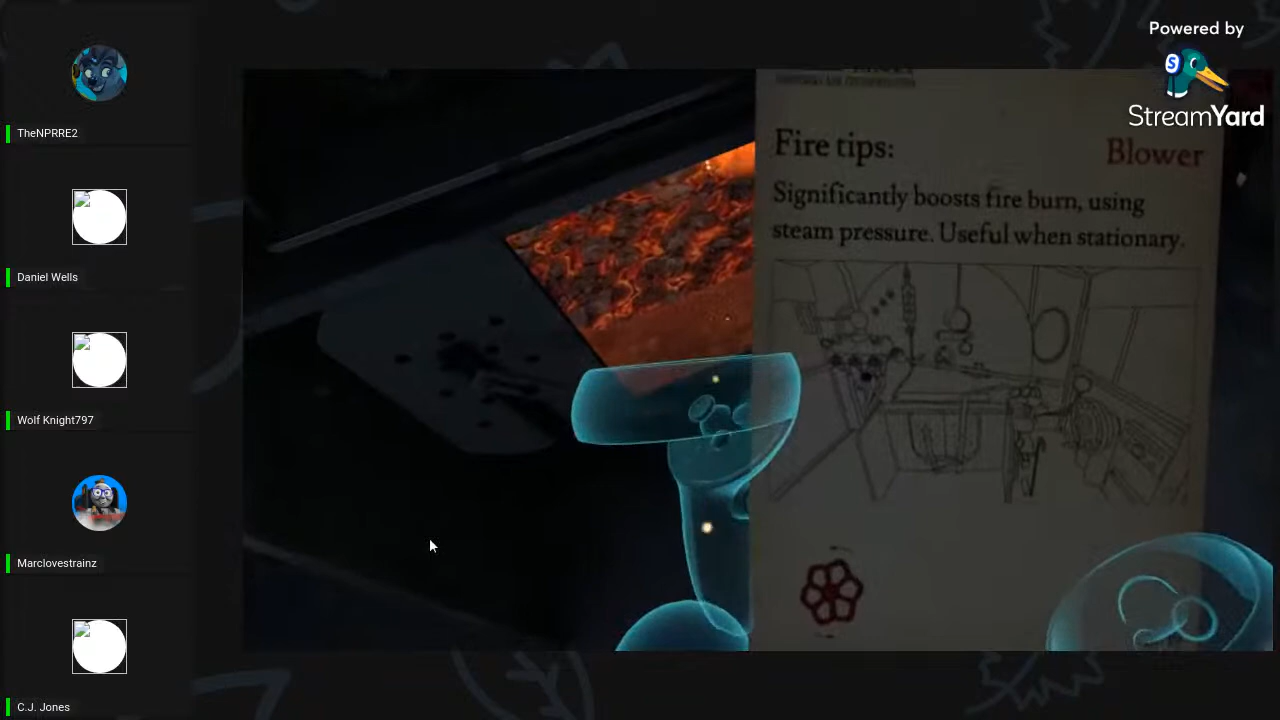 Powered by
StreamYard
TheNPRRE2
Daniel Wells
Wolf Knight797
Marclovestrainz
C.J. Jones
Fire tips:
Blower
Significantly boosts fire burn, using
steam pressure. Useful when stationary.